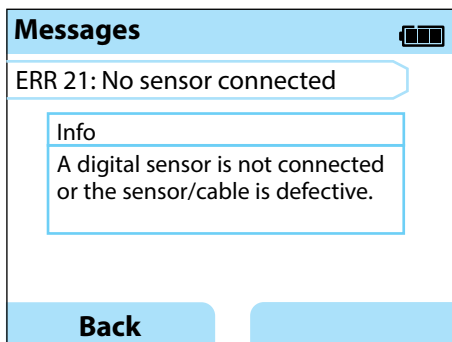 Messages
ERR 21: No sensor connected
Info
A digital sensor is not connected
or the sensor/cable is defective.
Back